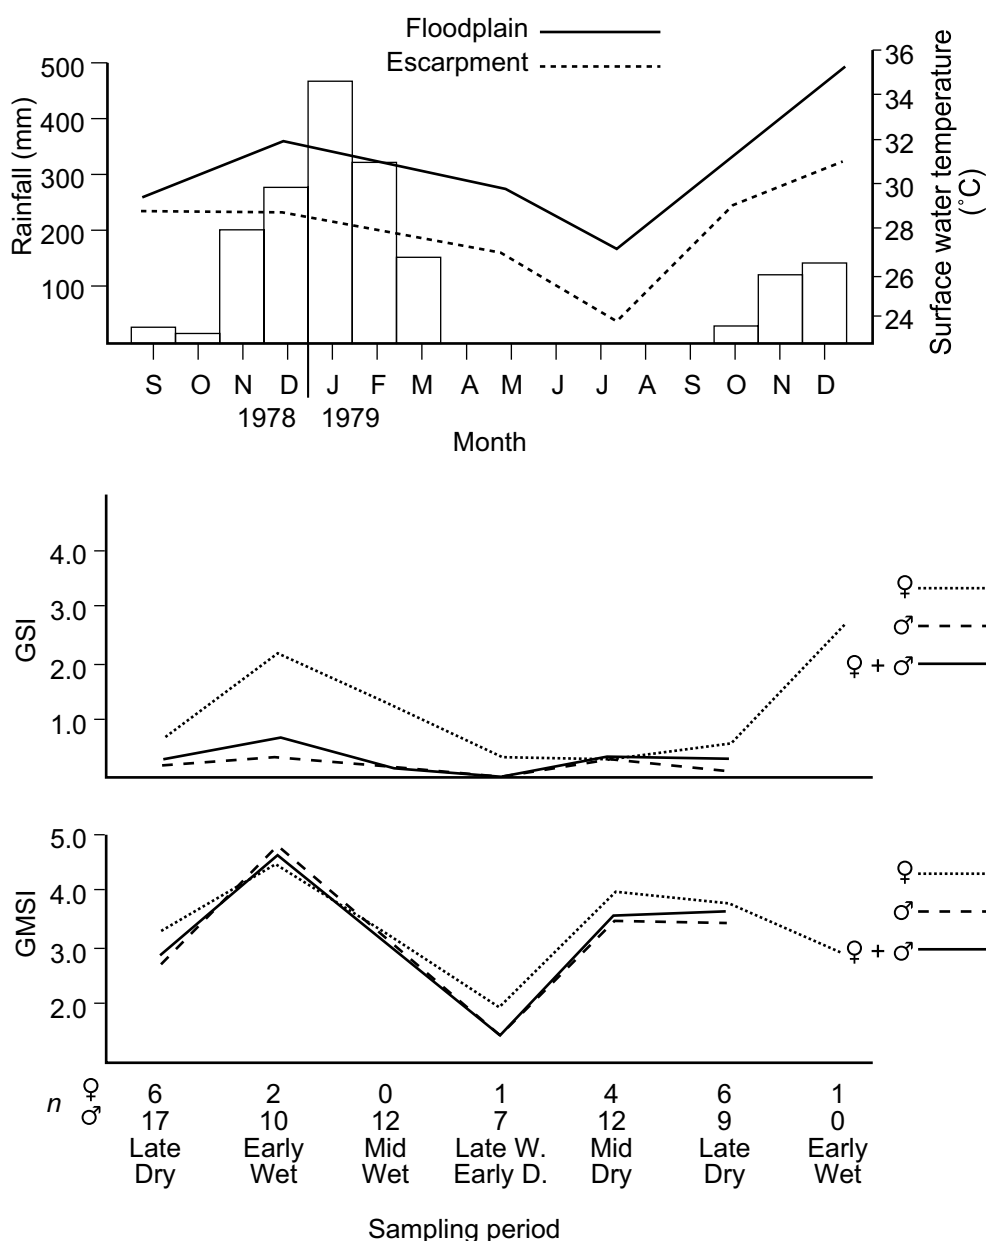 Floodplain
Escarpment
Rainfall (mm)
500
400
300
200
100
36
34
32
30
28
26
24
Surface water temperature
(°C)
S O N D J F M A M J J A S O N D
1978 1979
Month
GSI
4.0
3.0
2.0
1.0
♀
♂
♀ + ♂
GMSI
5.0
4.0
3.0
2.0
♀
♂
♀ + ♂
n ♀ 6 2 0 1 4 6 1
♂ 17 10 12 7 12 9 0
Late Early Mid Late W. Mid Late Early
Dry Wet Wet Early D. Dry Dry Wet
Sampling period